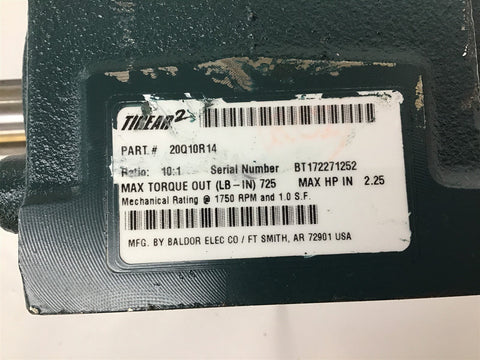 TIGEAR2
PART.# 20Q10R14
Ratio: 10:1 Serial Number BT172271252
MAX TORQUE OUT (LB-IN) 725 MAX HP IN 2.25
Mechanical Rating @ 1750 RPM and 1.0 S.F.
MFG. BY BALDOR ELEC CO / FT SMITH, AR 72901 USA